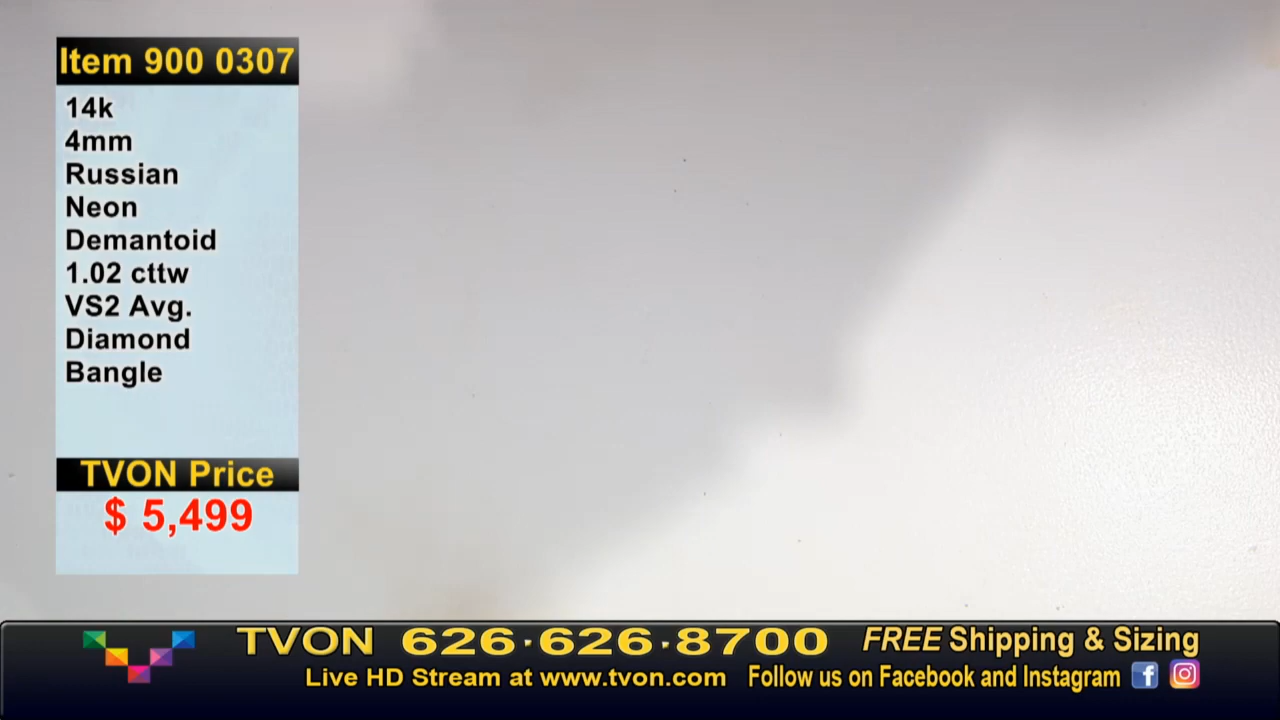 Item 900 0307
14k
4mm
Russian
Neon
Demantoid
1.02 cttw
VS2 Avg.
Diamond
Bangle
TVON Price
$ 5,499
TVON 626·626·8700 FREE Shipping & Sizing
Live HD Stream at www.tvon.com Follow us on Facebook and Instagram